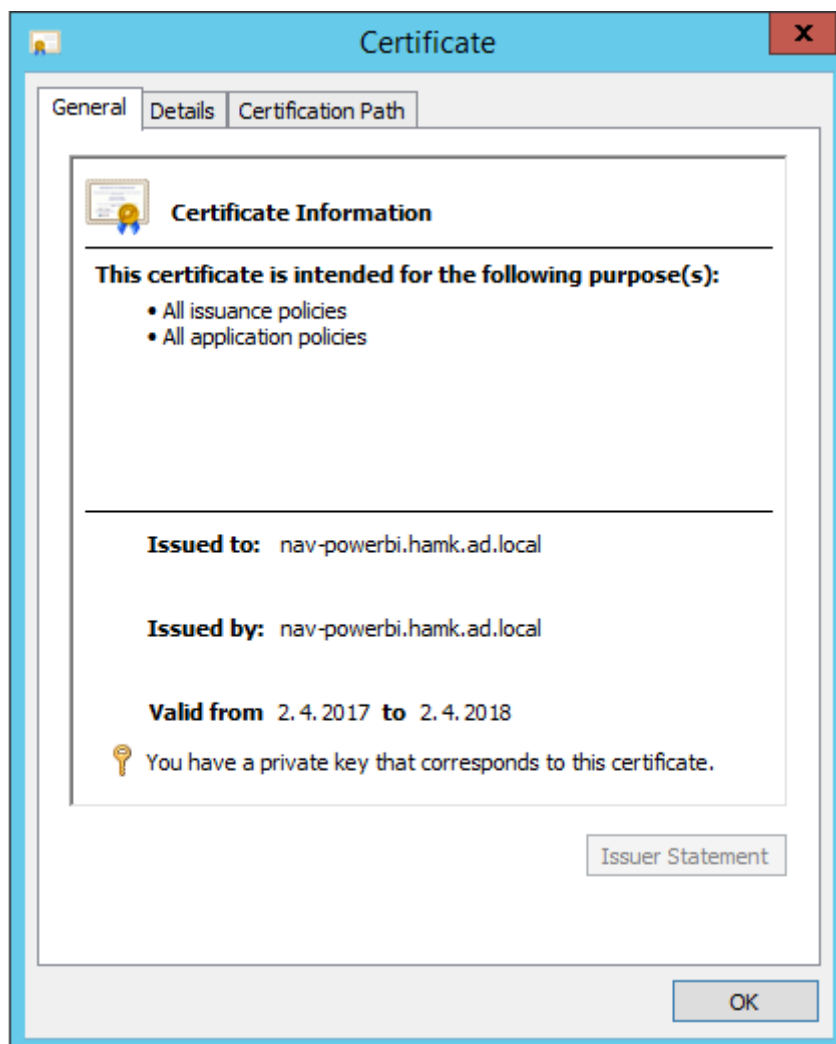 Certificate
x
General Details Certification Path
Certificate Information
This certificate is intended for the following purpose(s):
• All issuance policies
• All application policies
Issued to: nav-powerbi.hamk.ad.local
Issued by: nav-powerbi.hamk.ad.local
Valid from 2. 4. 2017 to 2. 4. 2018
You have a private key that corresponds to this certificate.
Issuer Statement
OK